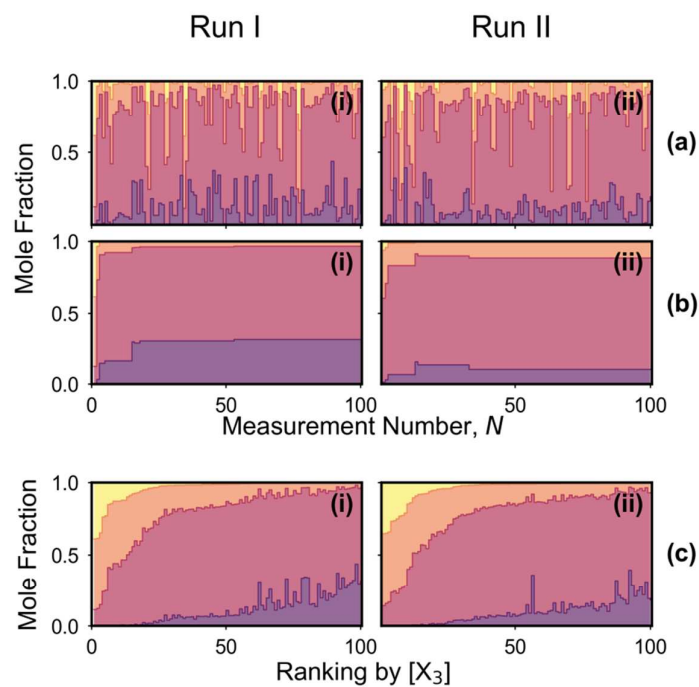 Run I Run II
1.0 (i) (ii) (a)
0.5
Mole Fraction
1.0 (i) (ii) (b)
0.5
0.0
0 50 100 50 100
Measurement Number, N
1.0 (i) (ii) (c)
Mole Fraction
0.5
0.0
0 50 100 50 100
Ranking by [X₃]